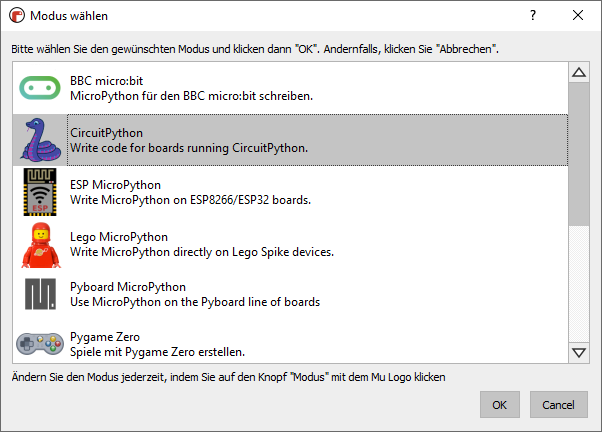 Modus wählen
Bitte wählen Sie den gewünschten Modus und klicken dann "OK". Andernfalls, klicken Sie "Abbrechen".
BBC micro:bit
MicroPython für den BBC micro:bit schreiben.
CircuitPython
Write code for boards running CircuitPython.
ESP
ESP MicroPython
Write MicroPython on ESP8266/ESP32 boards.
Lego MicroPython
Write MicroPython directly on Lego Spike devices.
Pyboard MicroPython
Use MicroPython on the Pyboard line of boards
Pygame Zero
Spiele mit Pygame Zero erstellen.
Ändern Sie den Modus jederzeit, indem Sie auf den Knopf "Modus" mit dem Mu Logo klicken
OK
Cancel